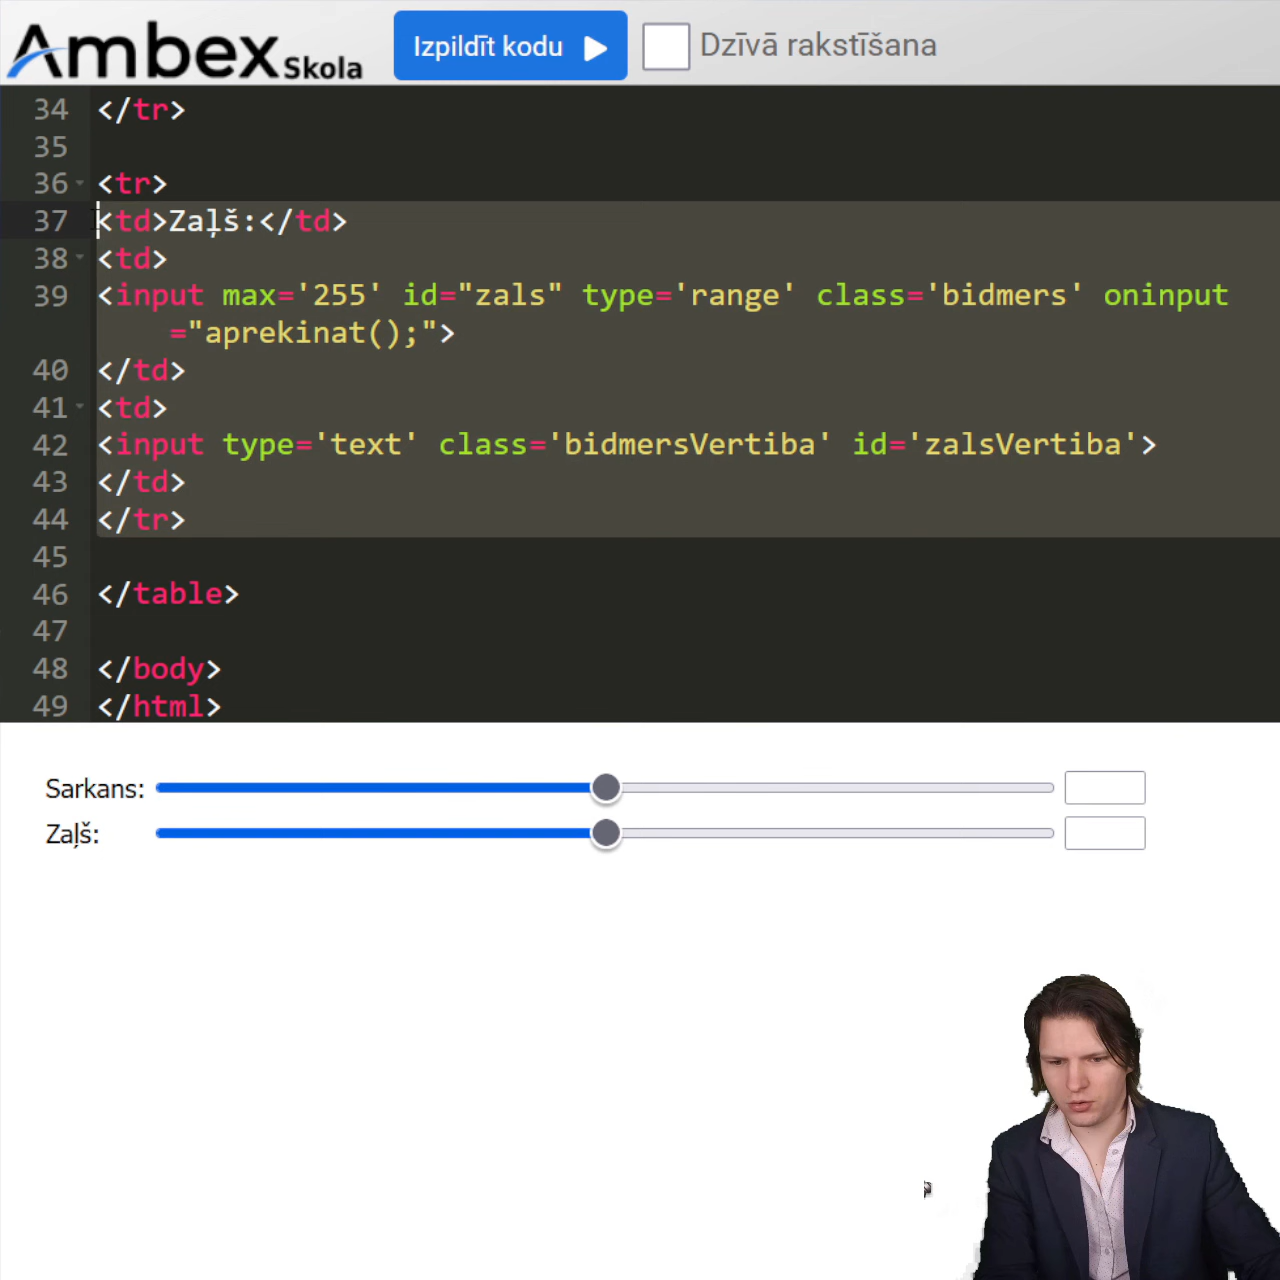 Ambex Skola
Izpildīt kodu
Dzīvā rakstīšana
34 </tr>
35
36 <tr>
37 <td>Zaļš:</td>
38 <td>
39 <input max='255' id="zals" type='range' class='bidmers' oninput
="aprekinat();">
40 </td>
41 <td>
42 <input type='text' class='bidmersVertiba' id='zalsVertiba'>
43 </td>
44 </tr>
45
46 </table>
47
48 </body>
49 </html>
Sarkans:
Zaļš: